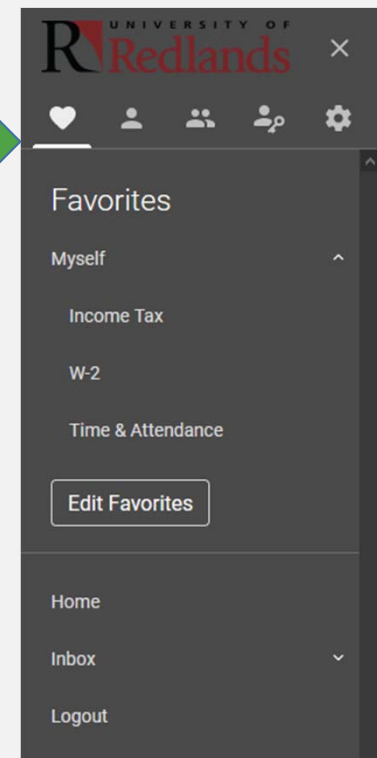 UNIVERSITY OF
R Redlands
Favorites
Myself
Income Tax
W-2
Time & Attendance
Edit Favorites
Home
Inbox
Logout